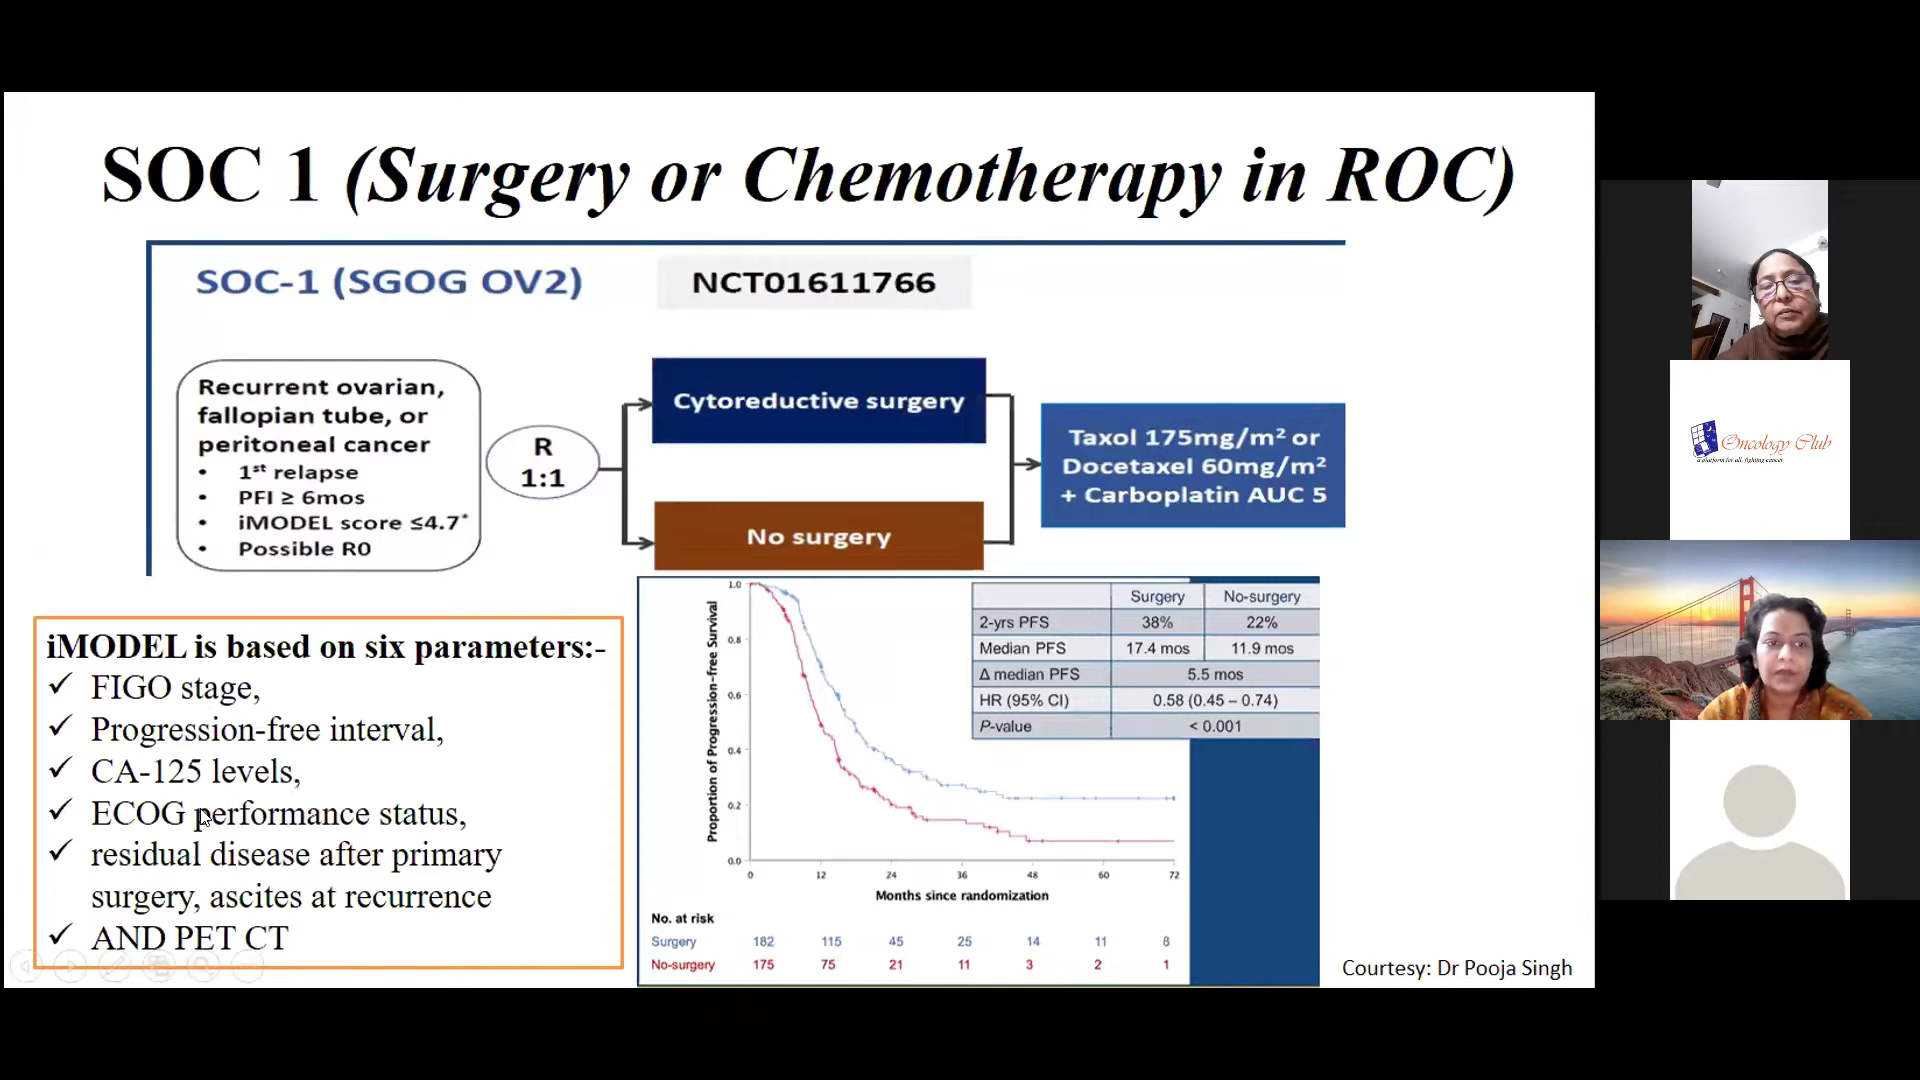 SOC 1 (Surgery or Chemotherapy in ROC)
SOC-1 (SGOG OV2)
NCT01611766
Recurrent ovarian,
fallopian tube, or
peritoneal cancer
• 1st relapse
• PFI ≥ 6mos
• iMODEL score ≤4.7*
• Possible R0
R
1:1
Cytoreductive surgery
No surgery
Taxol 175mg/m² or
Docetaxel 60mg/m²
+ Carboplatin AUC 5
iMODEL is based on six parameters:-
✓ FIGO stage,
✓ Progression-free interval,
✓ CA-125 levels,
✓ ECOG performance status,
✓ residual disease after primary
surgery, ascites at recurrence
✓ AND PET CT
Proportion of Progression-free Survival
1.0
0.8
0.6
0.4
0.2
0.0
0 12 24 36 48 60 72
Months since randomization
Surgery No-surgery
2-yrs PFS 38% 22%
Median PFS 17.4 mos 11.9 mos
Δ median PFS 5.5 mos
HR (95% CI) 0.58 (0.45 – 0.74)
P-value < 0.001
No. at risk
Surgery 182 115 45 25 14 11 8
No-surgery 175 75 21 11 3 2 1
Courtesy: Dr Pooja Singh
Oncology Club
a platform for all, fighting cancer